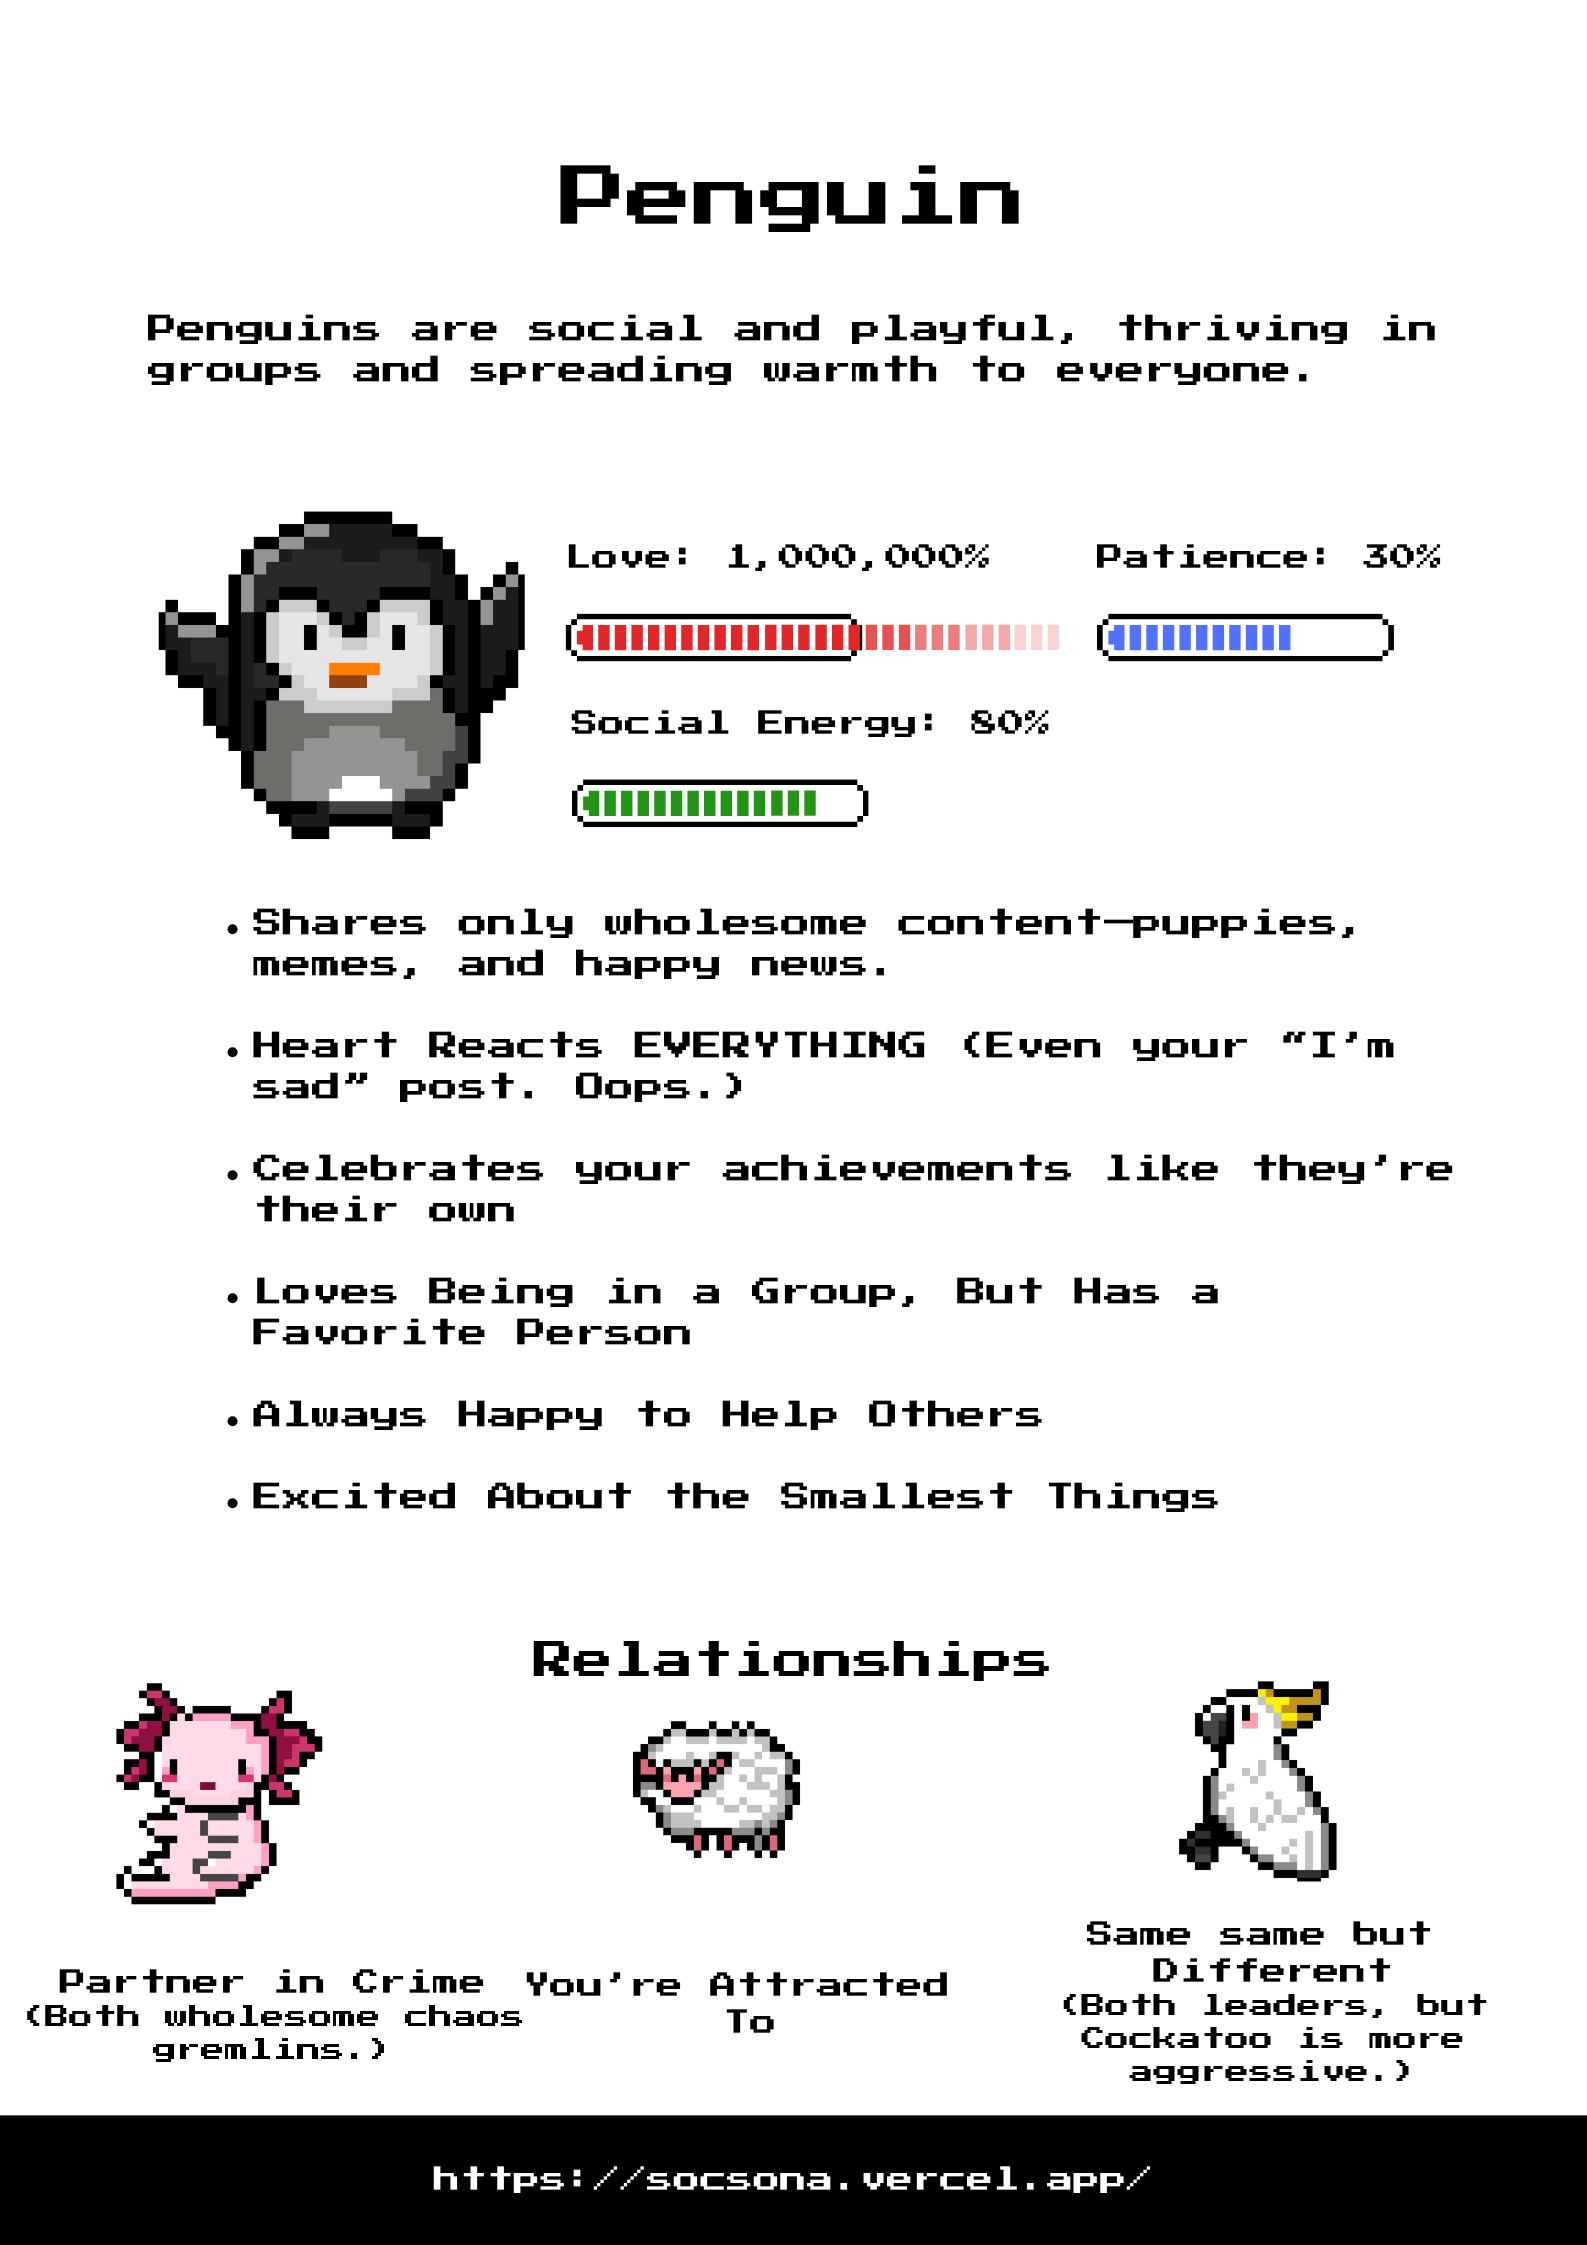 Penguin
Penguins are social and playful, thriving in
groups and spreading warmth to everyone.
Love: 1,000,000%
Patience: 30%
Social Energy: 80%
• Shares only wholesome content—puppies,
memes, and happy news.
• Heart Reacts EVERYTHING (Even your “I’m
sad” post. Oops.)
• Celebrates your achievements like they’re
their own
• Loves Being in a Group, But Has a
Favorite Person
• Always Happy to Help Others
• Excited About the Smallest Things
Relationships
Partner in Crime
(Both wholesome chaos
gremlins.)
You’re Attracted
To
Same same but
Different
(Both leaders, but
Cockatoo is more
aggressive.)
https://socsona.vercel.app/